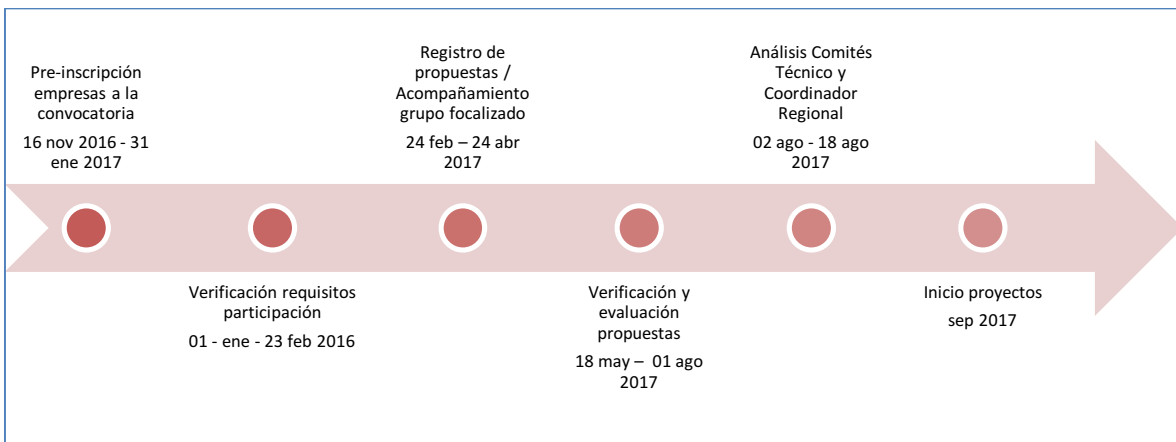 Pre-inscripción
empresas a la
convocatoria
16 nov 2016 - 31
ene 2017
Verificación requisitos
participación
01 - ene - 23 feb 2016
Registro de
propuestas /
Acompañamiento
grupo focalizado
24 feb – 24 abr
2017
Verificación y
evaluación
propuestas
18 may –  01 ago
2017
Análisis Comités
Técnico y
Coordinador
Regional
02 ago - 18 ago
2017
Inicio proyectos
sep 2017